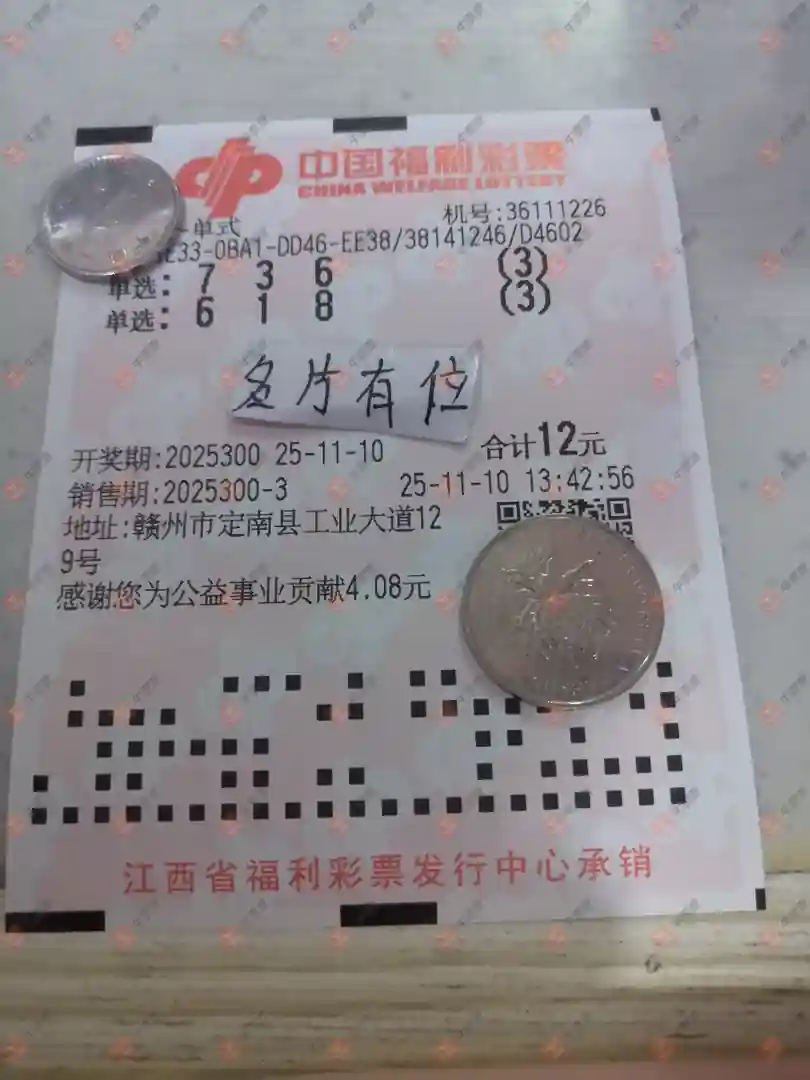 中国福利彩票
CHINA WELFARE LOTTERY
单式
机号:36111226
E33-0BA1-DD46-EE38/38141246/D4602
单选: 7 3 6 (3)
单选: 6 1 8 (3)
名片有位
开奖期:2025300 25-11-10 合计12元
销售期:2025300-3 25-11-10 13:42:56
地址:赣州市定南县工业大道12
9号
感谢您为公益事业贡献4.08元
江西省福利彩票发行中心承销